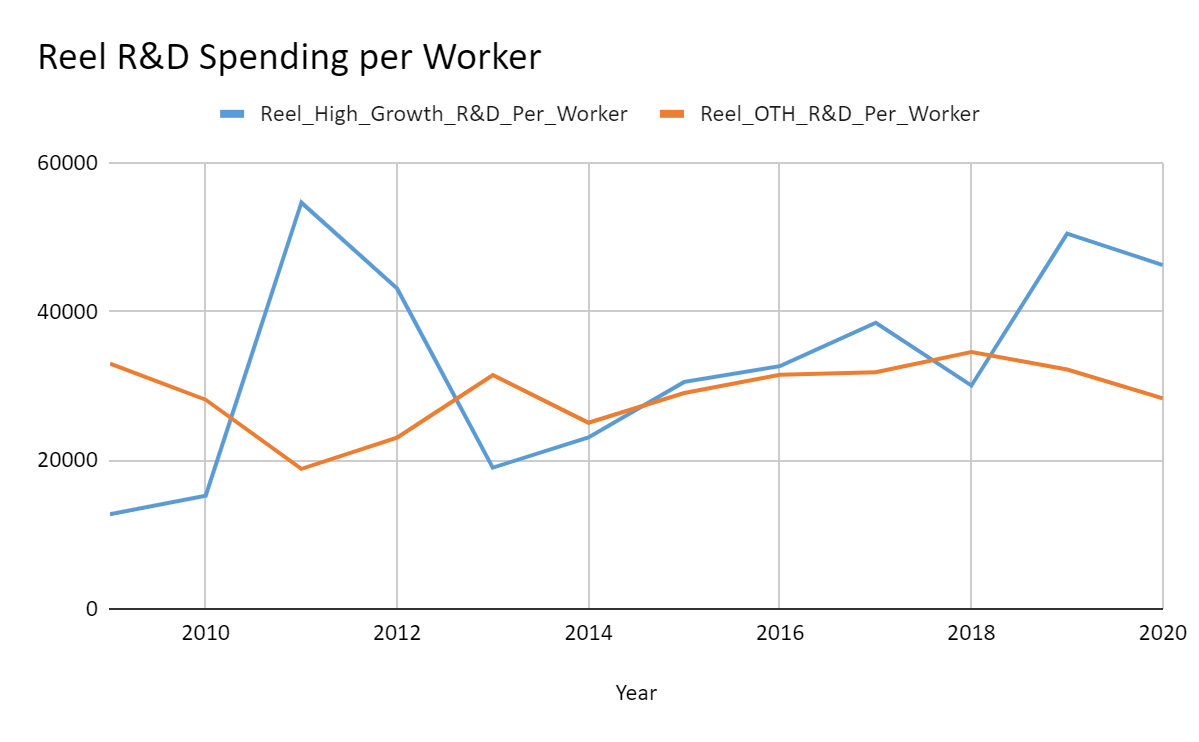 Reel R&D Spending per Worker
Reel_High_Growth_R&D_Per_Worker Reel_OTH_R&D_Per_Worker
60000
40000
20000
0
2010 2012 2014 2016 2018 2020
Year